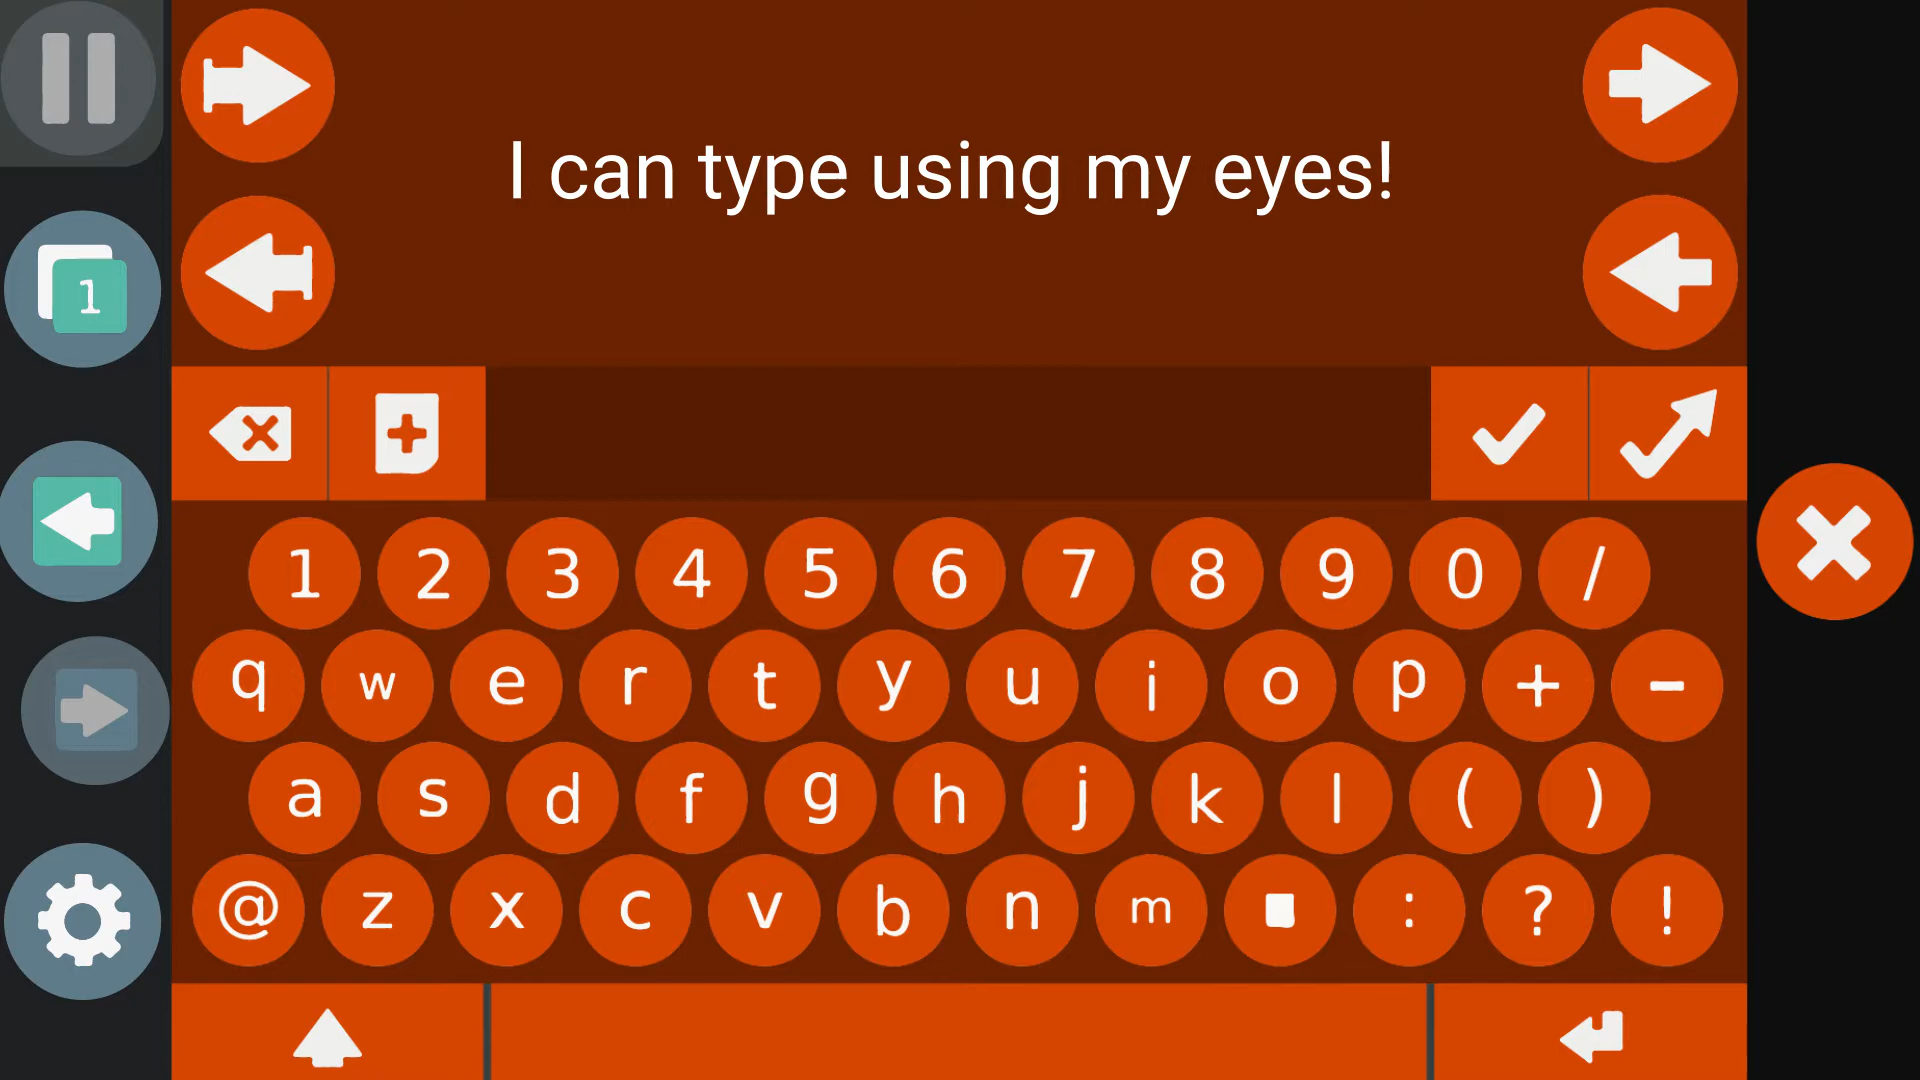 I can type using my eyes!
1
1 2 3 4 5 6 7 8 9 0 /
q w e r t y u i o p + -
a s d f g h j k l ( )
@ z x c v b n m ■ : ? !